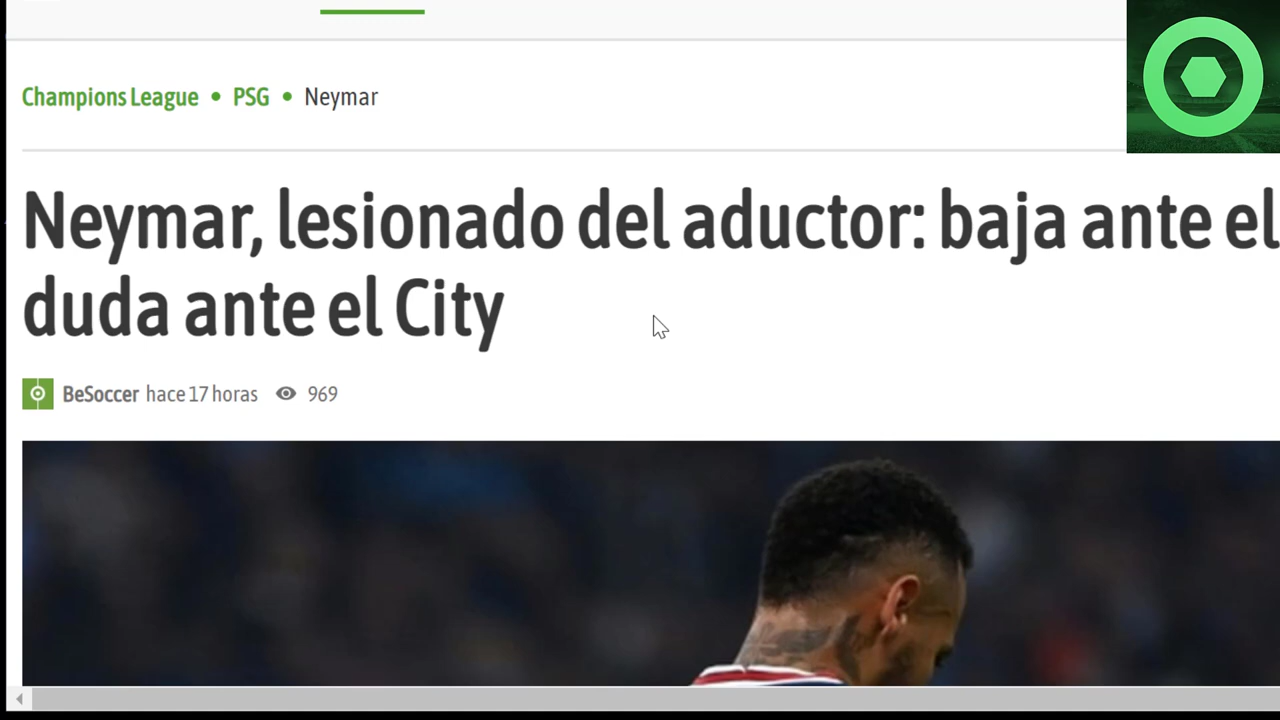 Champions League • PSG • Neymar
Neymar, lesionado del aductor: baja ante el
duda ante el City
BeSoccer hace 17 horas 969